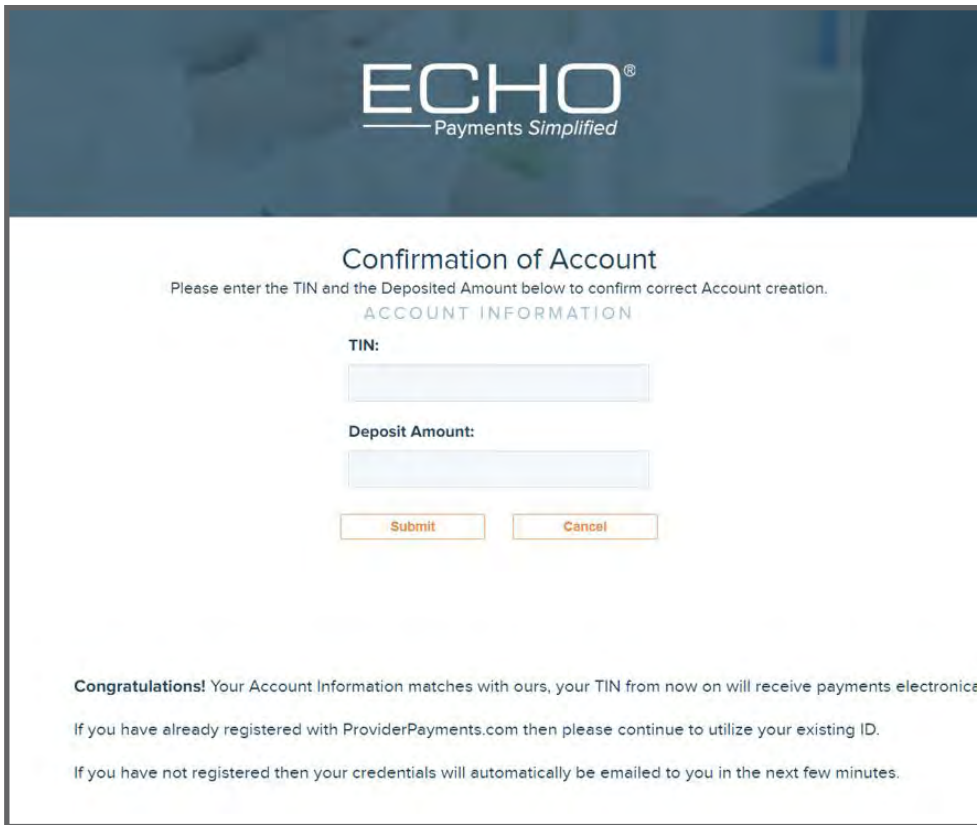 ECHO®
Payments Simplified
Confirmation of Account
Please enter the TIN and the Deposited Amount below to confirm correct Account creation.
ACCOUNT INFORMATION
TIN:
Deposit Amount:
Submit Cancel
Congratulations! Your Account Information matches with ours, your TIN from now on will receive payments electronica
If you have already registered with ProviderPayments.com then please continue to utilize your existing ID.
If you have not registered then your credentials will automatically be emailed to you in the next few minutes.